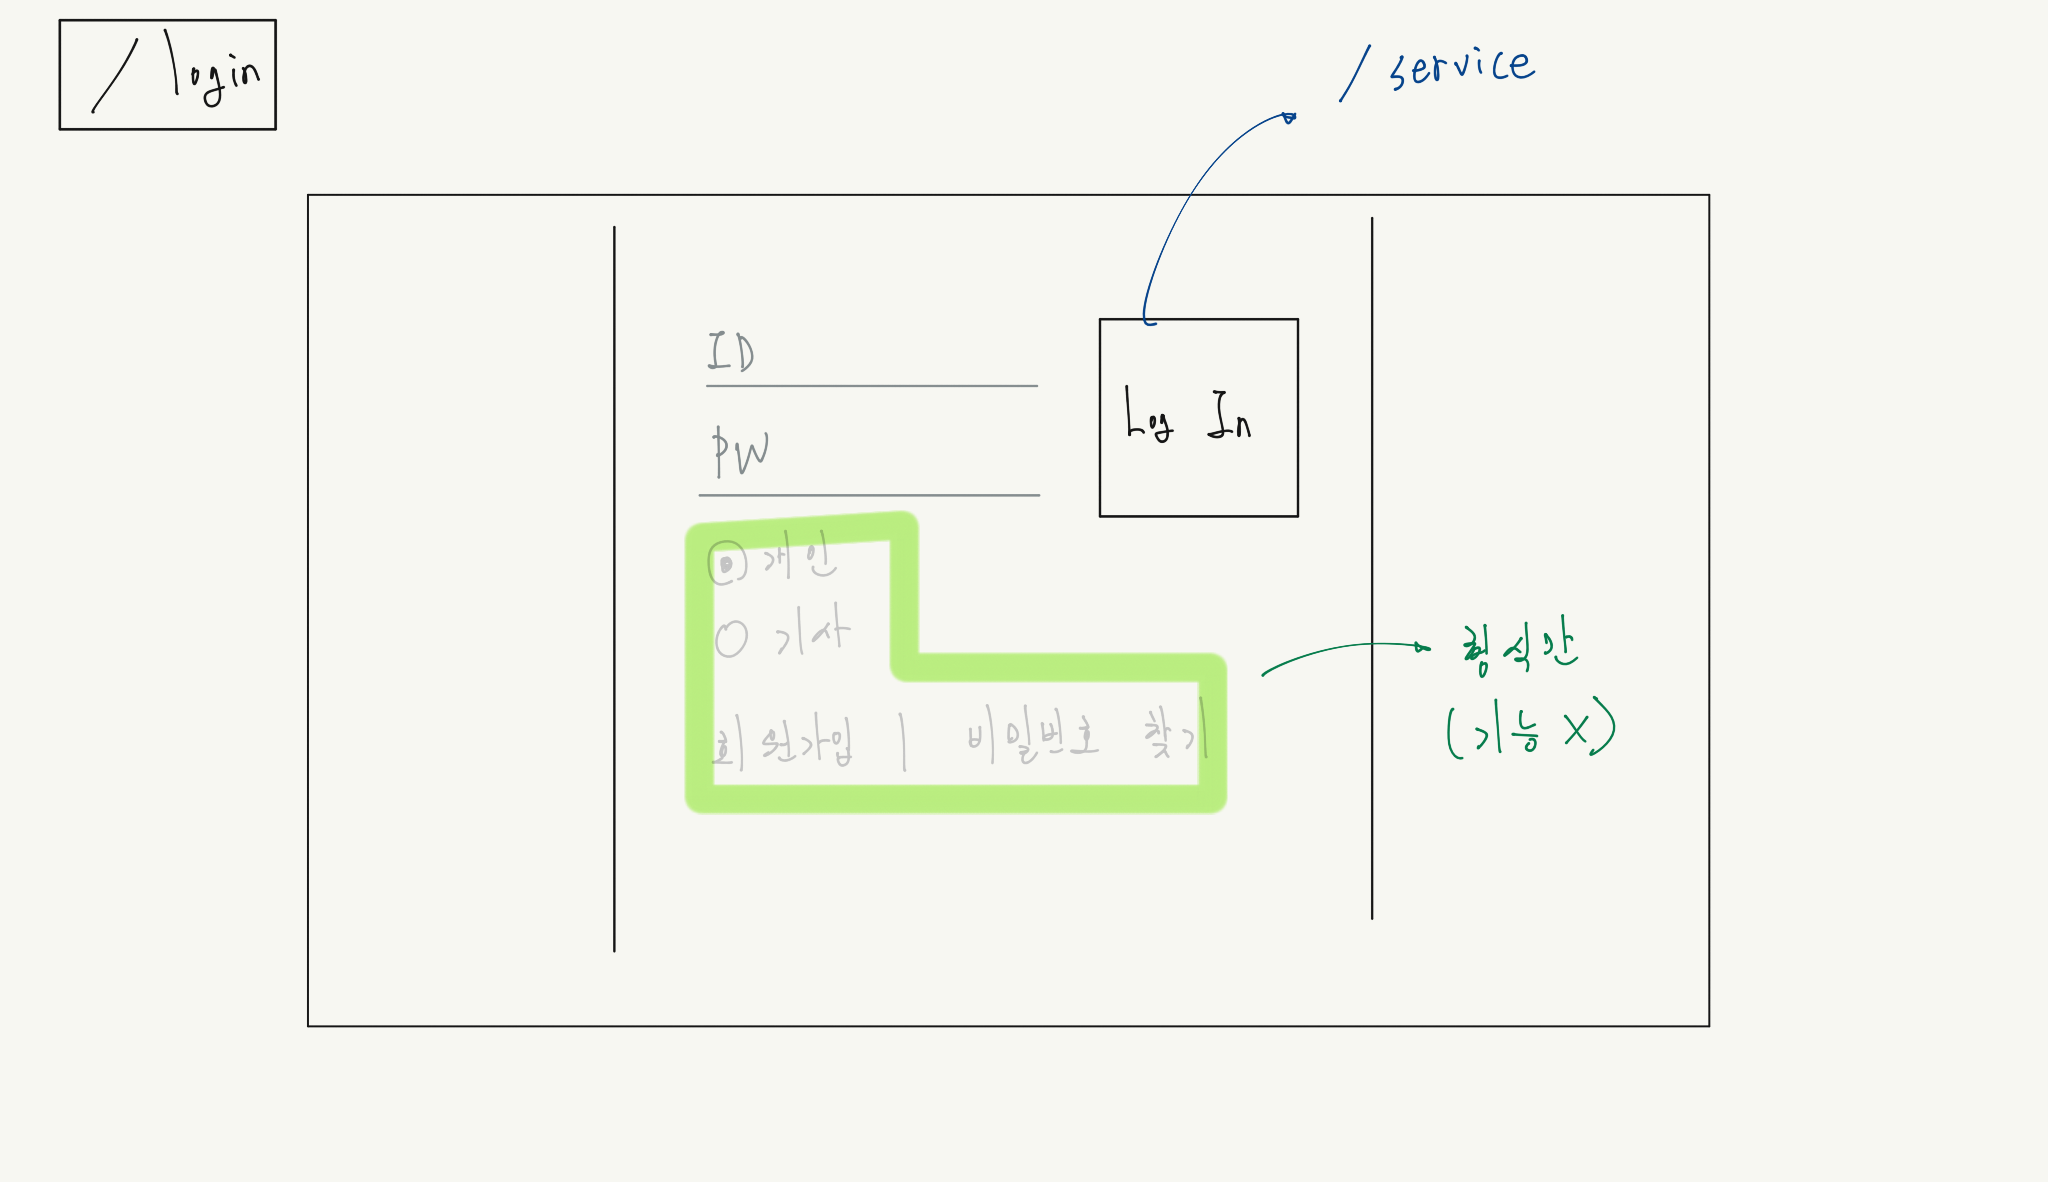 /login
/service
ID
PW
Log In
개인
기사
회원가입 | 비밀번호 찾기
형식만
(기능 X)